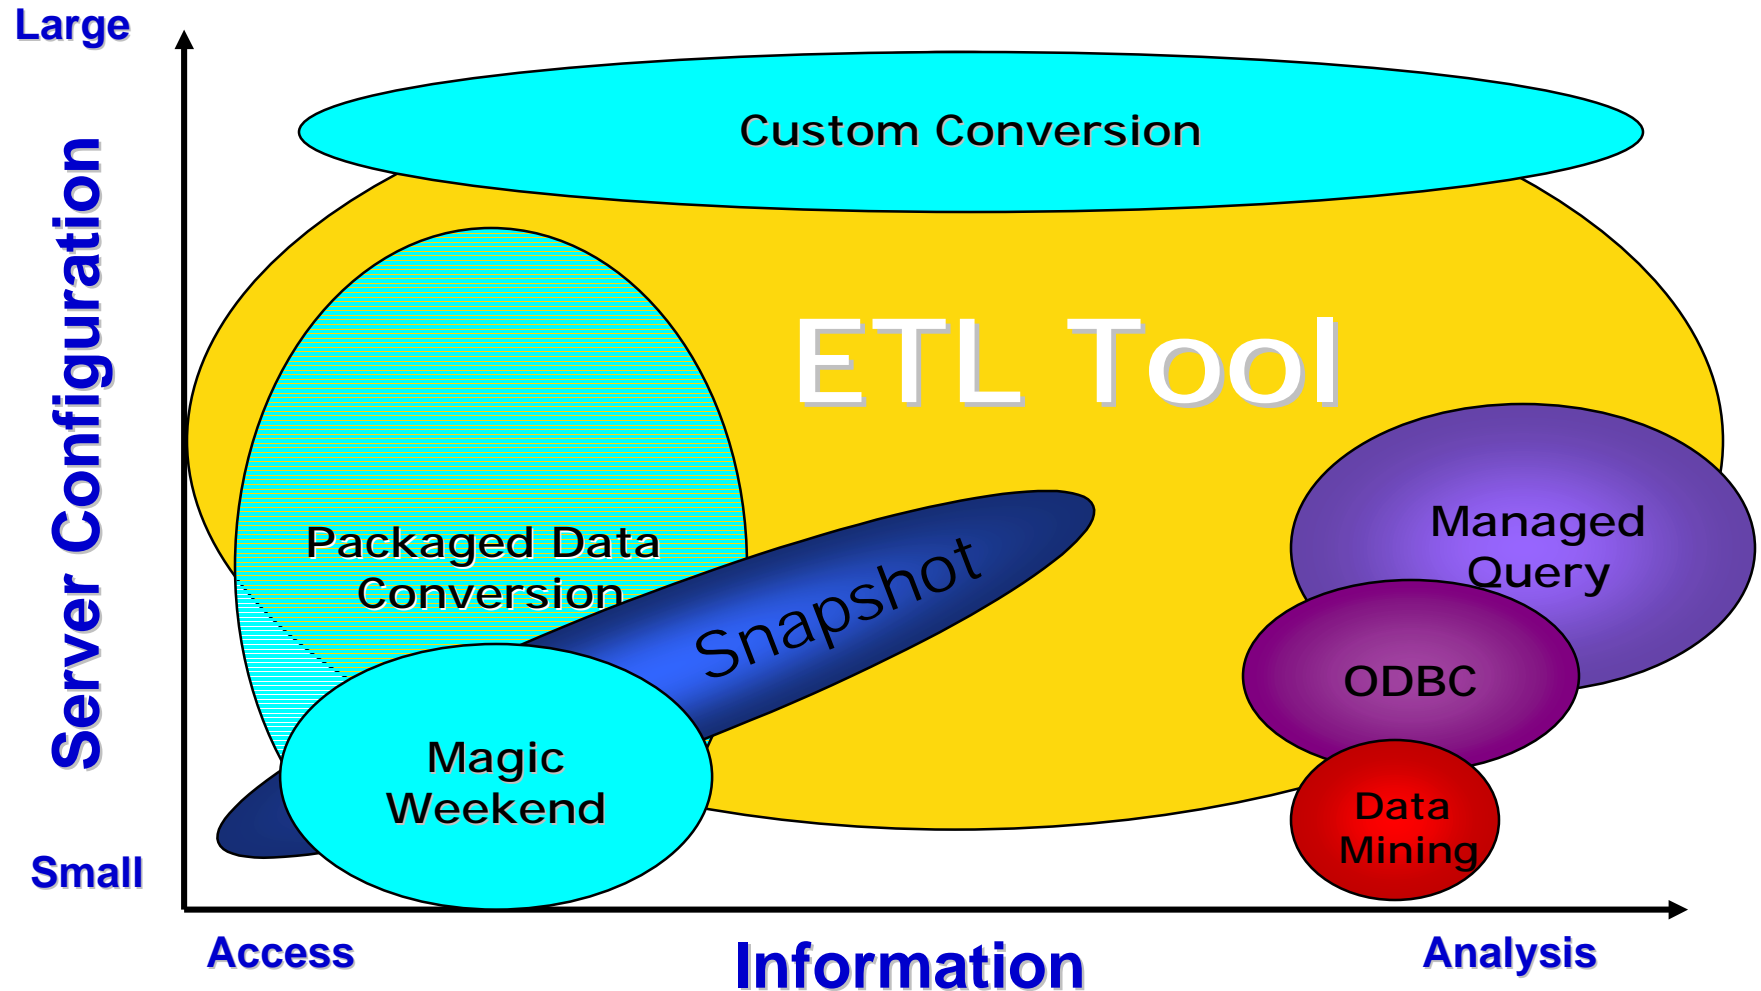 Large
Custom Conversion
Server Configuration
ETL Tool
Packaged Data
Conversion
Snapshot
Managed
Query
ODBC
Magic
Weekend
Data
Mining
Small
Access
Information
Analysis